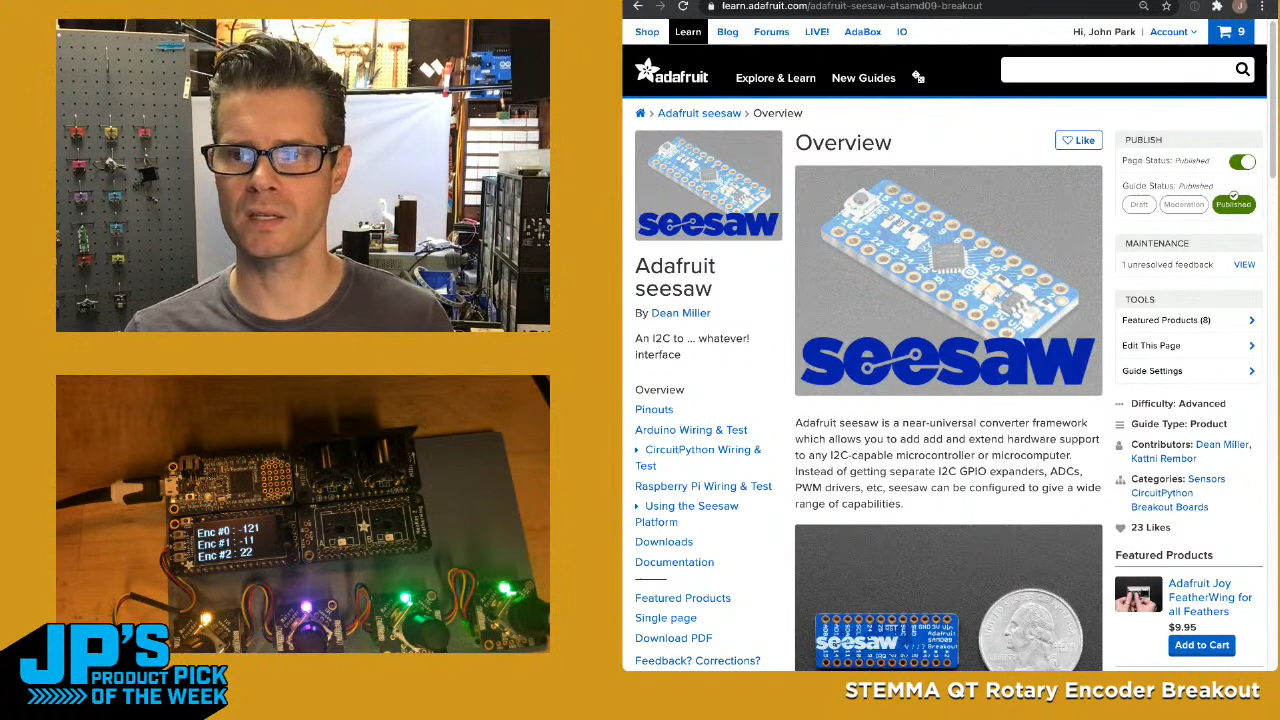 learn.adafruit.com/adafruit-seesaw-atsamd09-breakout
Shop
Learn
Blog
Forums
LIVE!
AdaBox
IO
Hi, John Park | Account
9
adafruit
Explore & Learn
New Guides
Adafruit seesaw > Overview
seesaw
Adafruit
seesaw
By Dean Miller
An I2C to ... whatever!
interface
Overview
Pinouts
Arduino Wiring & Test
CircuitPython Wiring &
Test
Raspberry Pi Wiring & Test
Using the Seesaw
Platform
Downloads
Documentation
Featured Products
Single page
Download PDF
Feedback? Corrections?
Overview
Like
seesaw
Adafruit seesaw is a near-universal converter framework
which allows you to add add and extend hardware support
to any I2C-capable microcontroller or microcomputer.
Instead of getting separate I2C GPIO expanders, ADCs,
PWM drivers, etc, seesaw can be configured to give a wide
range of capabilities.
seesaw
PUBLISH
Page Status: Published
Guide Status: Published
Draft
Moderation
Published
MAINTENANCE
1 unresolved feedback
VIEW
TOOLS
Featured Products (8)
Edit This Page
Guide Settings
Difficulty: Advanced
Guide Type: Product
Contributors: Dean Miller,
Kattni Rembor
Categories: Sensors
CircuitPython
Breakout Boards
23 Likes
Featured Products
Adafruit Joy
FeatherWing for
all Feathers
$9.95
Add to Cart
Enc #0 : -121
Enc #1 : -11
Enc #2 : 22
JP'S
PRODUCT PICK
OF THE WEEK
STEMMA QT Rotary Encoder Breakout